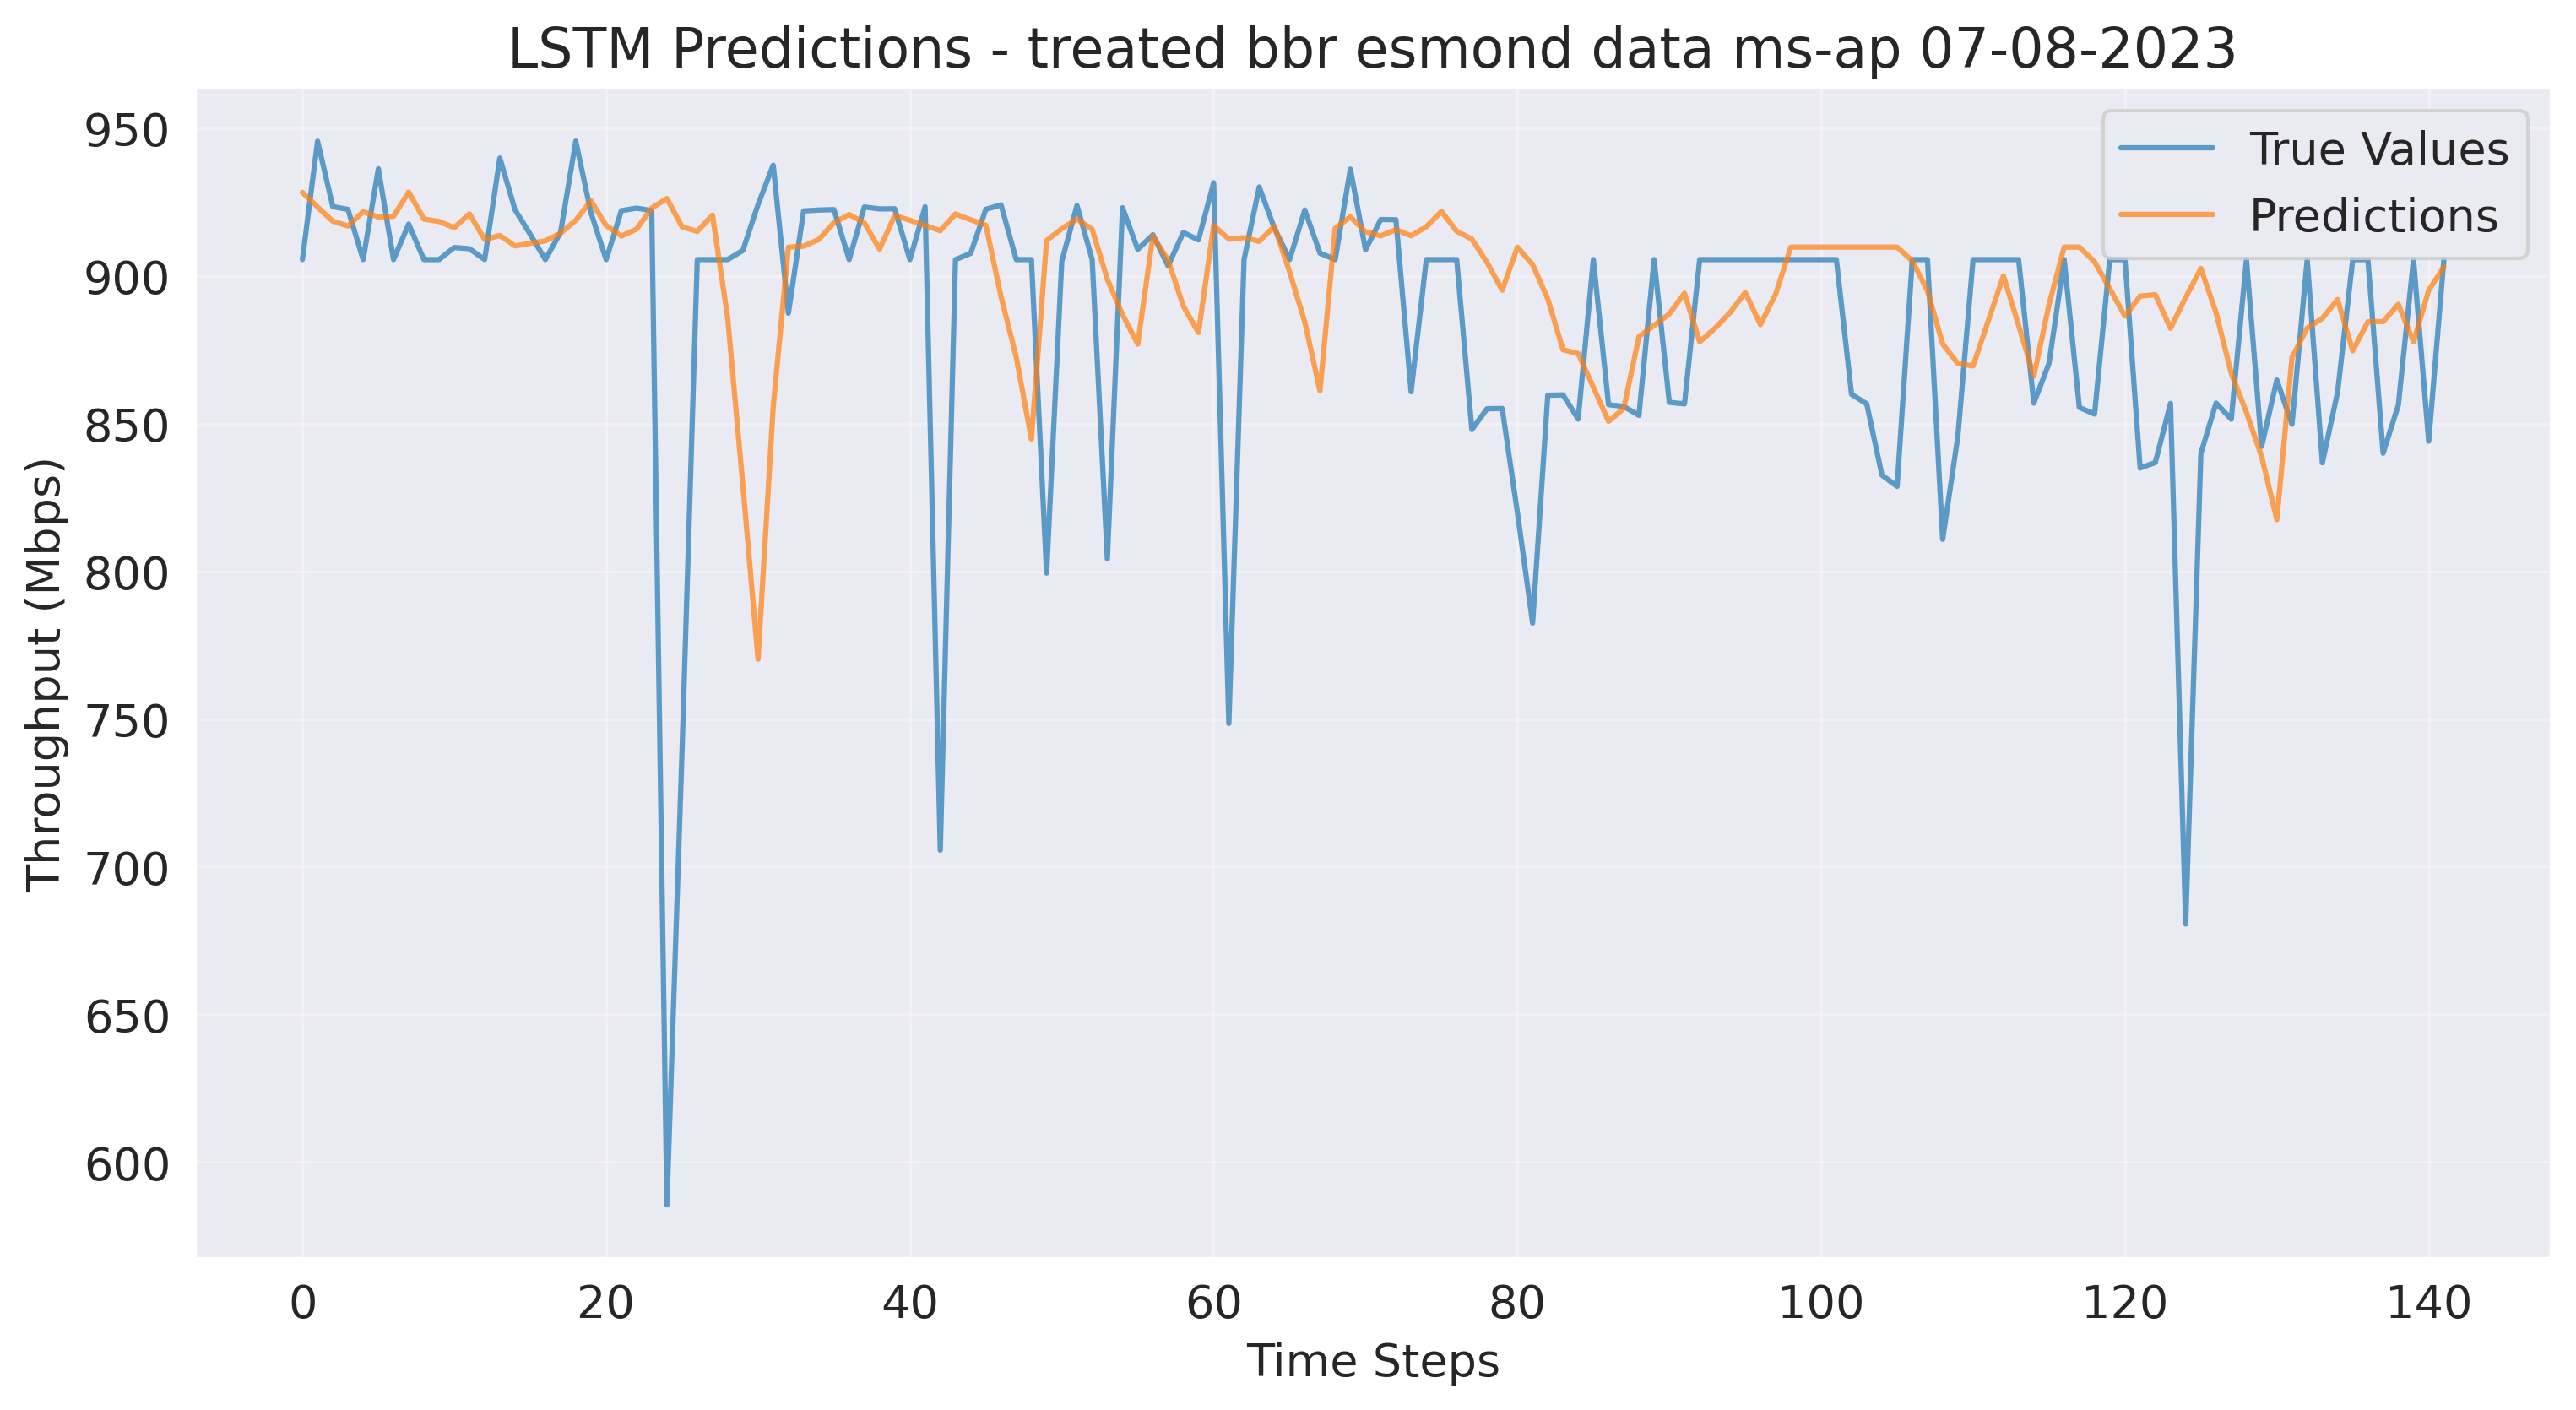 LSTM Predictions - treated bbr esmond data ms-ap 07-08-2023
True Values
Predictions
Throughput (Mbps)
950
900
850
800
750
700
650
600
0 20 40 60 80 100 120 140
Time Steps